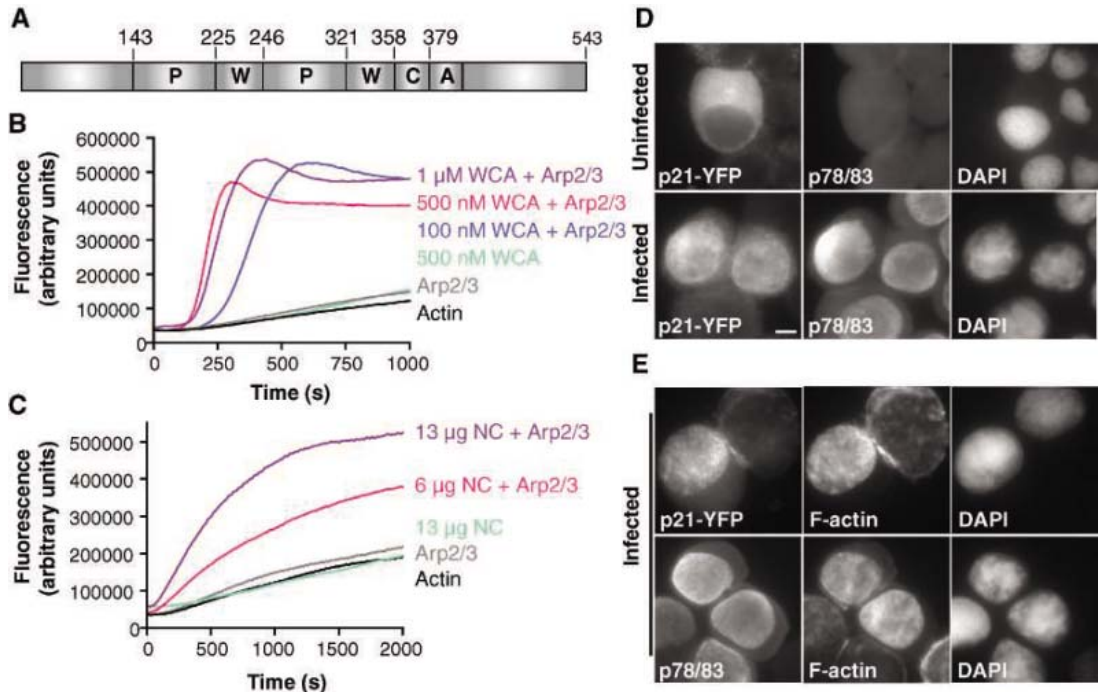 A
143 225 246 321 358 379 543
P W P W C A
B
Fluorescence
(arbitrary units)
600000
500000
400000
300000
200000
100000
0
0 250 500 750 1000
Time (s)
1 µM WCA + Arp2/3
500 nM WCA + Arp2/3
100 nM WCA + Arp2/3
500 nM WCA
Arp2/3
Actin
C
Fluorescence
(arbitrary units)
500000
400000
300000
200000
100000
0
0 500 1000 1500 2000
Time (s)
13 µg NC + Arp2/3
6 µg NC + Arp2/3
13 µg NC
Arp2/3
Actin
D
Uninfected
p21-YFP p78/83 DAPI
Infected
p21-YFP p78/83 DAPI
E
Infected
p21-YFP F-actin DAPI
p78/83 F-actin DAPI